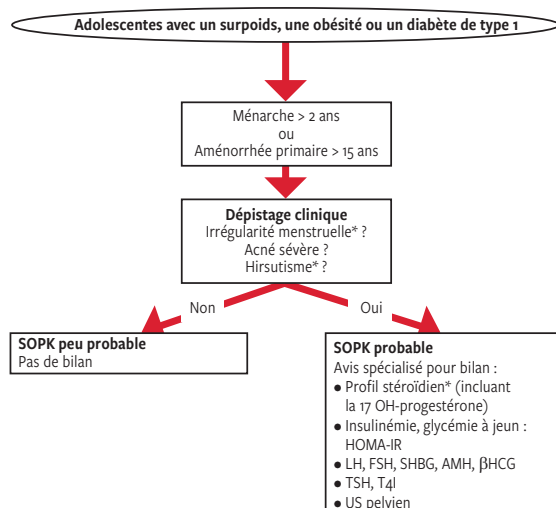 Adolescentes avec un surpoids, une obésité ou un diabète de type 1
Ménarche > 2 ans
ou
Aménorrhée primaire > 15 ans
Dépistage clinique
Irrégularité menstruelle* ?
Acné sévère ?
Hirsutisme* ?
Non
Oui
SOPK peu probable
Pas de bilan
SOPK probable
Avis spécialisé pour bilan :
• Profil stéroïdien* (incluant
la 17 OH-progestérone)
• Insulinémie, glycémie à jeun :
HOMA-IR
• LH, FSH, SHBG, AMH, βHCG
• TSH, T4l
• US pelvien